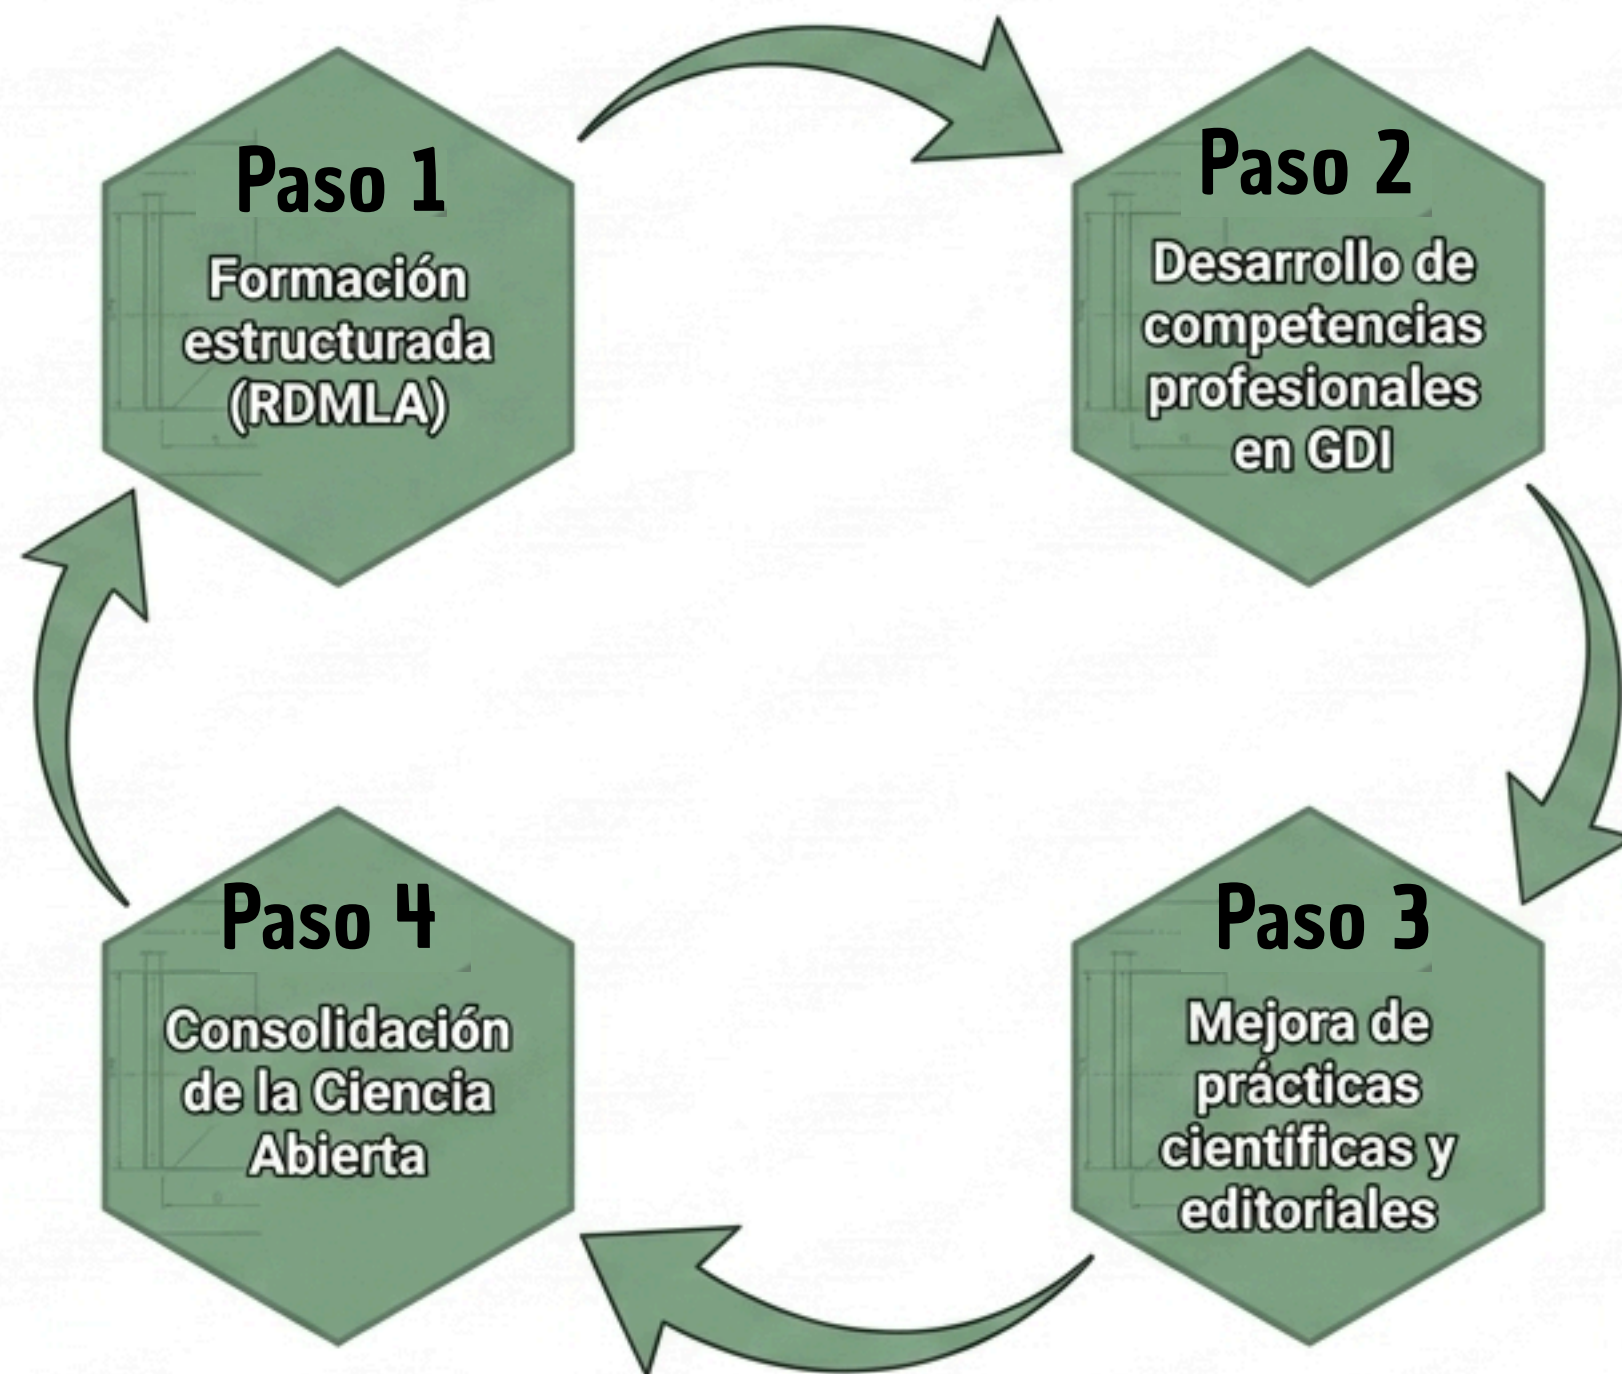 Paso 1
Formación
estructurada
(RDMLA)
Paso 2
Desarrollo de
competencias
profesionales
en GDI
Paso 3
Mejora de
prácticas
científicas y
editoriales
Paso 4
Consolidación
de la Ciencia
Abierta